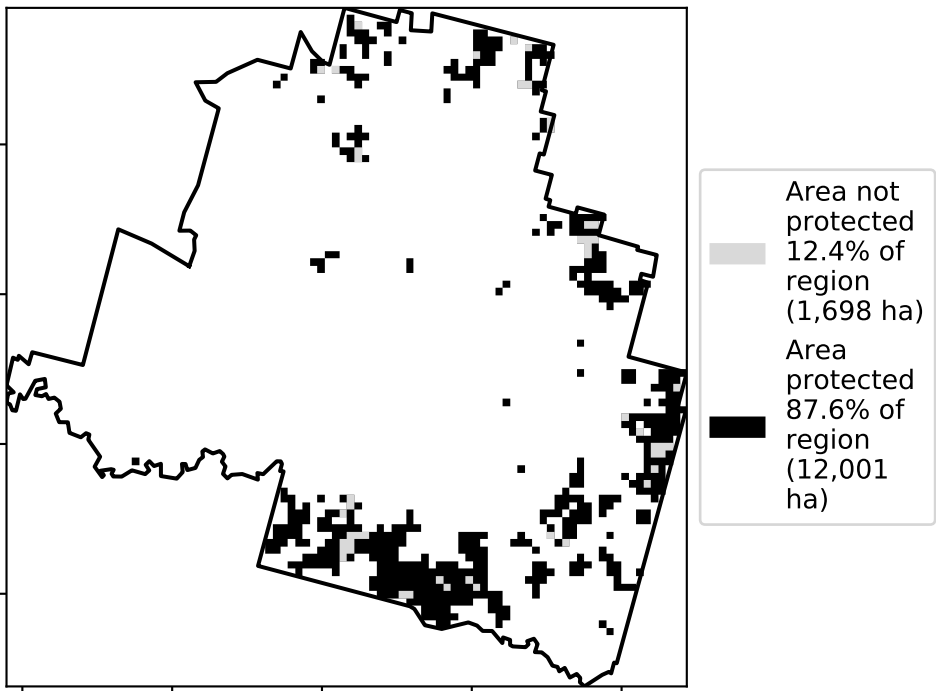 Area not
protected
12.4% of
region
(1,698 ha)
Area
protected
87.6% of
region
(12,001
ha)